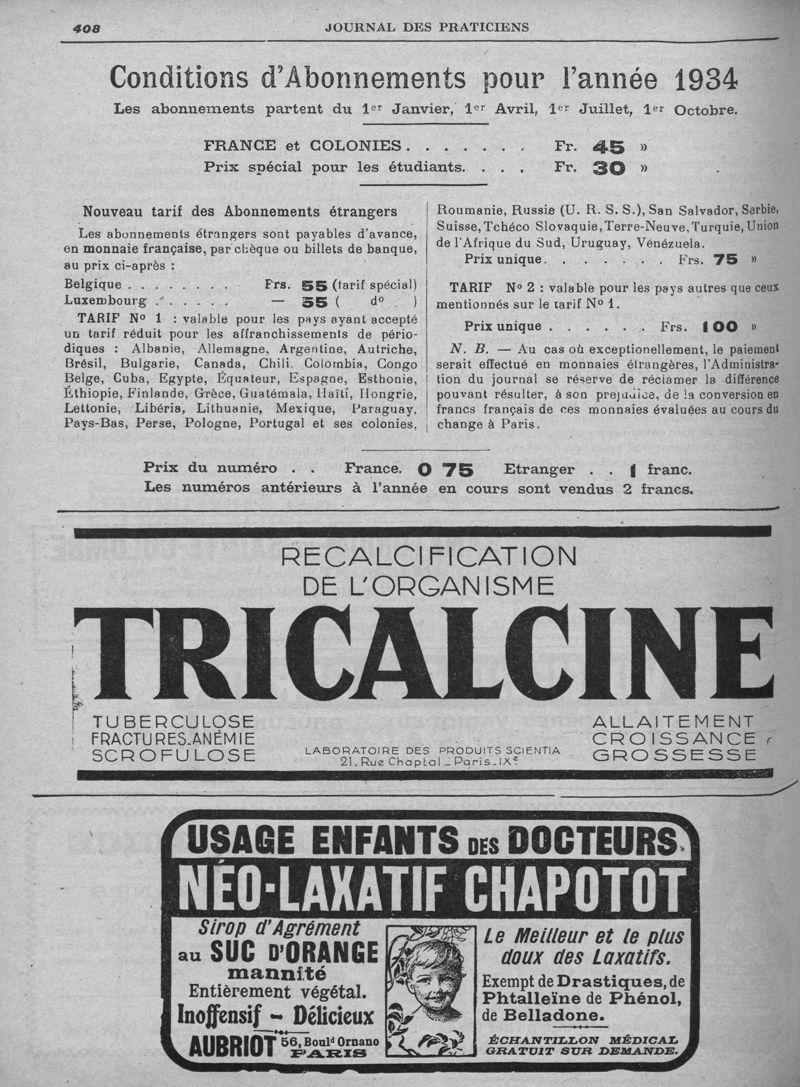 408
JOURNAL DES PRATICIENS
Conditions d'Abonnements pour l'année 1934
Les abonnements partent du 1er Janvier, 1er Avril, 1er Juillet, 1er Octobre.
FRANCE et COLONIES. . . . . . . Fr. 45 »
Prix spécial pour les étudiants. . . . Fr. 30 »
Nouveau tarif des Abonnements étrangers
Les abonnements étrangers sont payables d'avance,
en monnaie française, par chèque ou billets de banque,
au prix ci-après :
Belgique . . . . . . . . Frs. 55 (tarif spécial)
Luxembourg . . . . . . — 55 ( do )
TARIF No 1 : valable pour les pays ayant accepté
un tarif réduit pour les affranchissements de pério-
diques : Albanie, Allemagne, Argentine, Autriche,
Brésil, Bulgarie, Canada, Chili, Colombia, Congo
Belge, Cuba, Egypte, Équateur, Espagne, Esthonie,
Éthiopie, Finlande, Grèce, Guatémala, Haïti, Hongrie,
Lettonie, Libéria, Lithuanie, Mexique, Paraguay,
Pays-Bas, Perse, Pologne, Portugal et ses colonies,
Roumanie, Russie (U. R. S. S.), San Salvador, Serbie,
Suisse, Tchéco Slovaquie, Terre-Neuve, Turquie, Union
de l'Afrique du Sud, Uruguay, Vénézuela.
Prix unique. . . . . . . Frs. 75 »
TARIF No 2 : valable pour les pays autres que ceux
mentionnés sur le tarif No 1.
Prix unique . . . . . . . Frs. 100 »
N. B. — Au cas où exceptionellement, le paiement
serait effectué en monnaies étrangères, l'Administra-
tion du journal se réserve de réclamer la différence
pouvant résulter, à son prejudice, de la conversion en
francs français de ces monnaies évaluées au cours du
change à Paris.
Prix du numéro . . France. 0 75 Etranger . . 1 franc.
Les numéros antérieurs à l'année en cours sont vendus 2 francs.
RECALCIFICATION
DE L'ORGANISME
TRICALCINE
TUBERCULOSE
FRACTURES_ANÉMIE
SCROFULOSE
LABORATOIRE DES PRODUITS SCIENTIA
21, Rue Chaptal _ Paris_IXe
ALLAITEMENT
CROISSANCE
GROSSESSE
USAGE ENFANTS DES DOCTEURS
NÉO-LAXATIF CHAPOTOT
Sirop d'Agrément
au SUC D'ORANGE
mannité
Entièrement végétal.
Inoffensif – Délicieux
AUBRIOT 56, Bould Ornano
PARIS
Le Meilleur et le plus
doux des Laxatifs.
Exempt de Drastiques, de
Phtalleïne de Phénol,
de Belladone.
ÉCHANTILLON MÉDICAL
GRATUIT SUR DEMANDE.